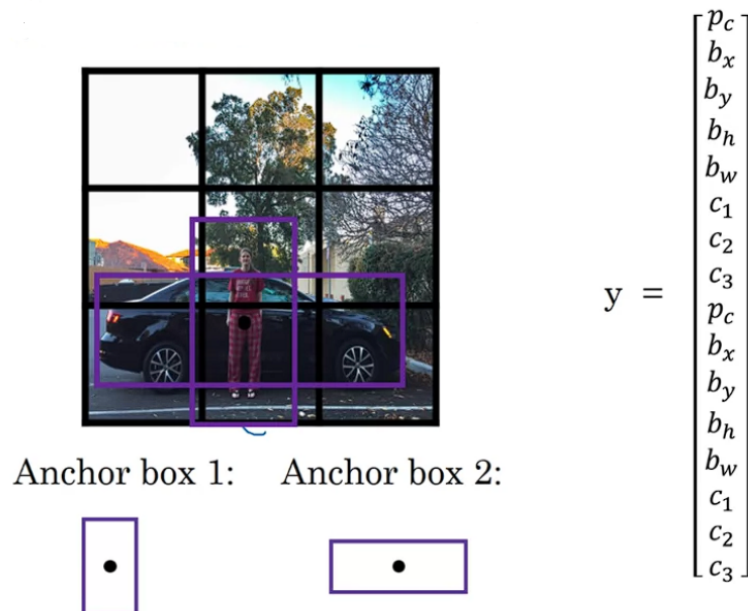 y =
p_c
b_x
b_y
b_h
b_w
c_1
c_2
c_3
p_c
b_x
b_y
b_h
b_w
c_1
c_2
c_3
Anchor box 1:
Anchor box 2: